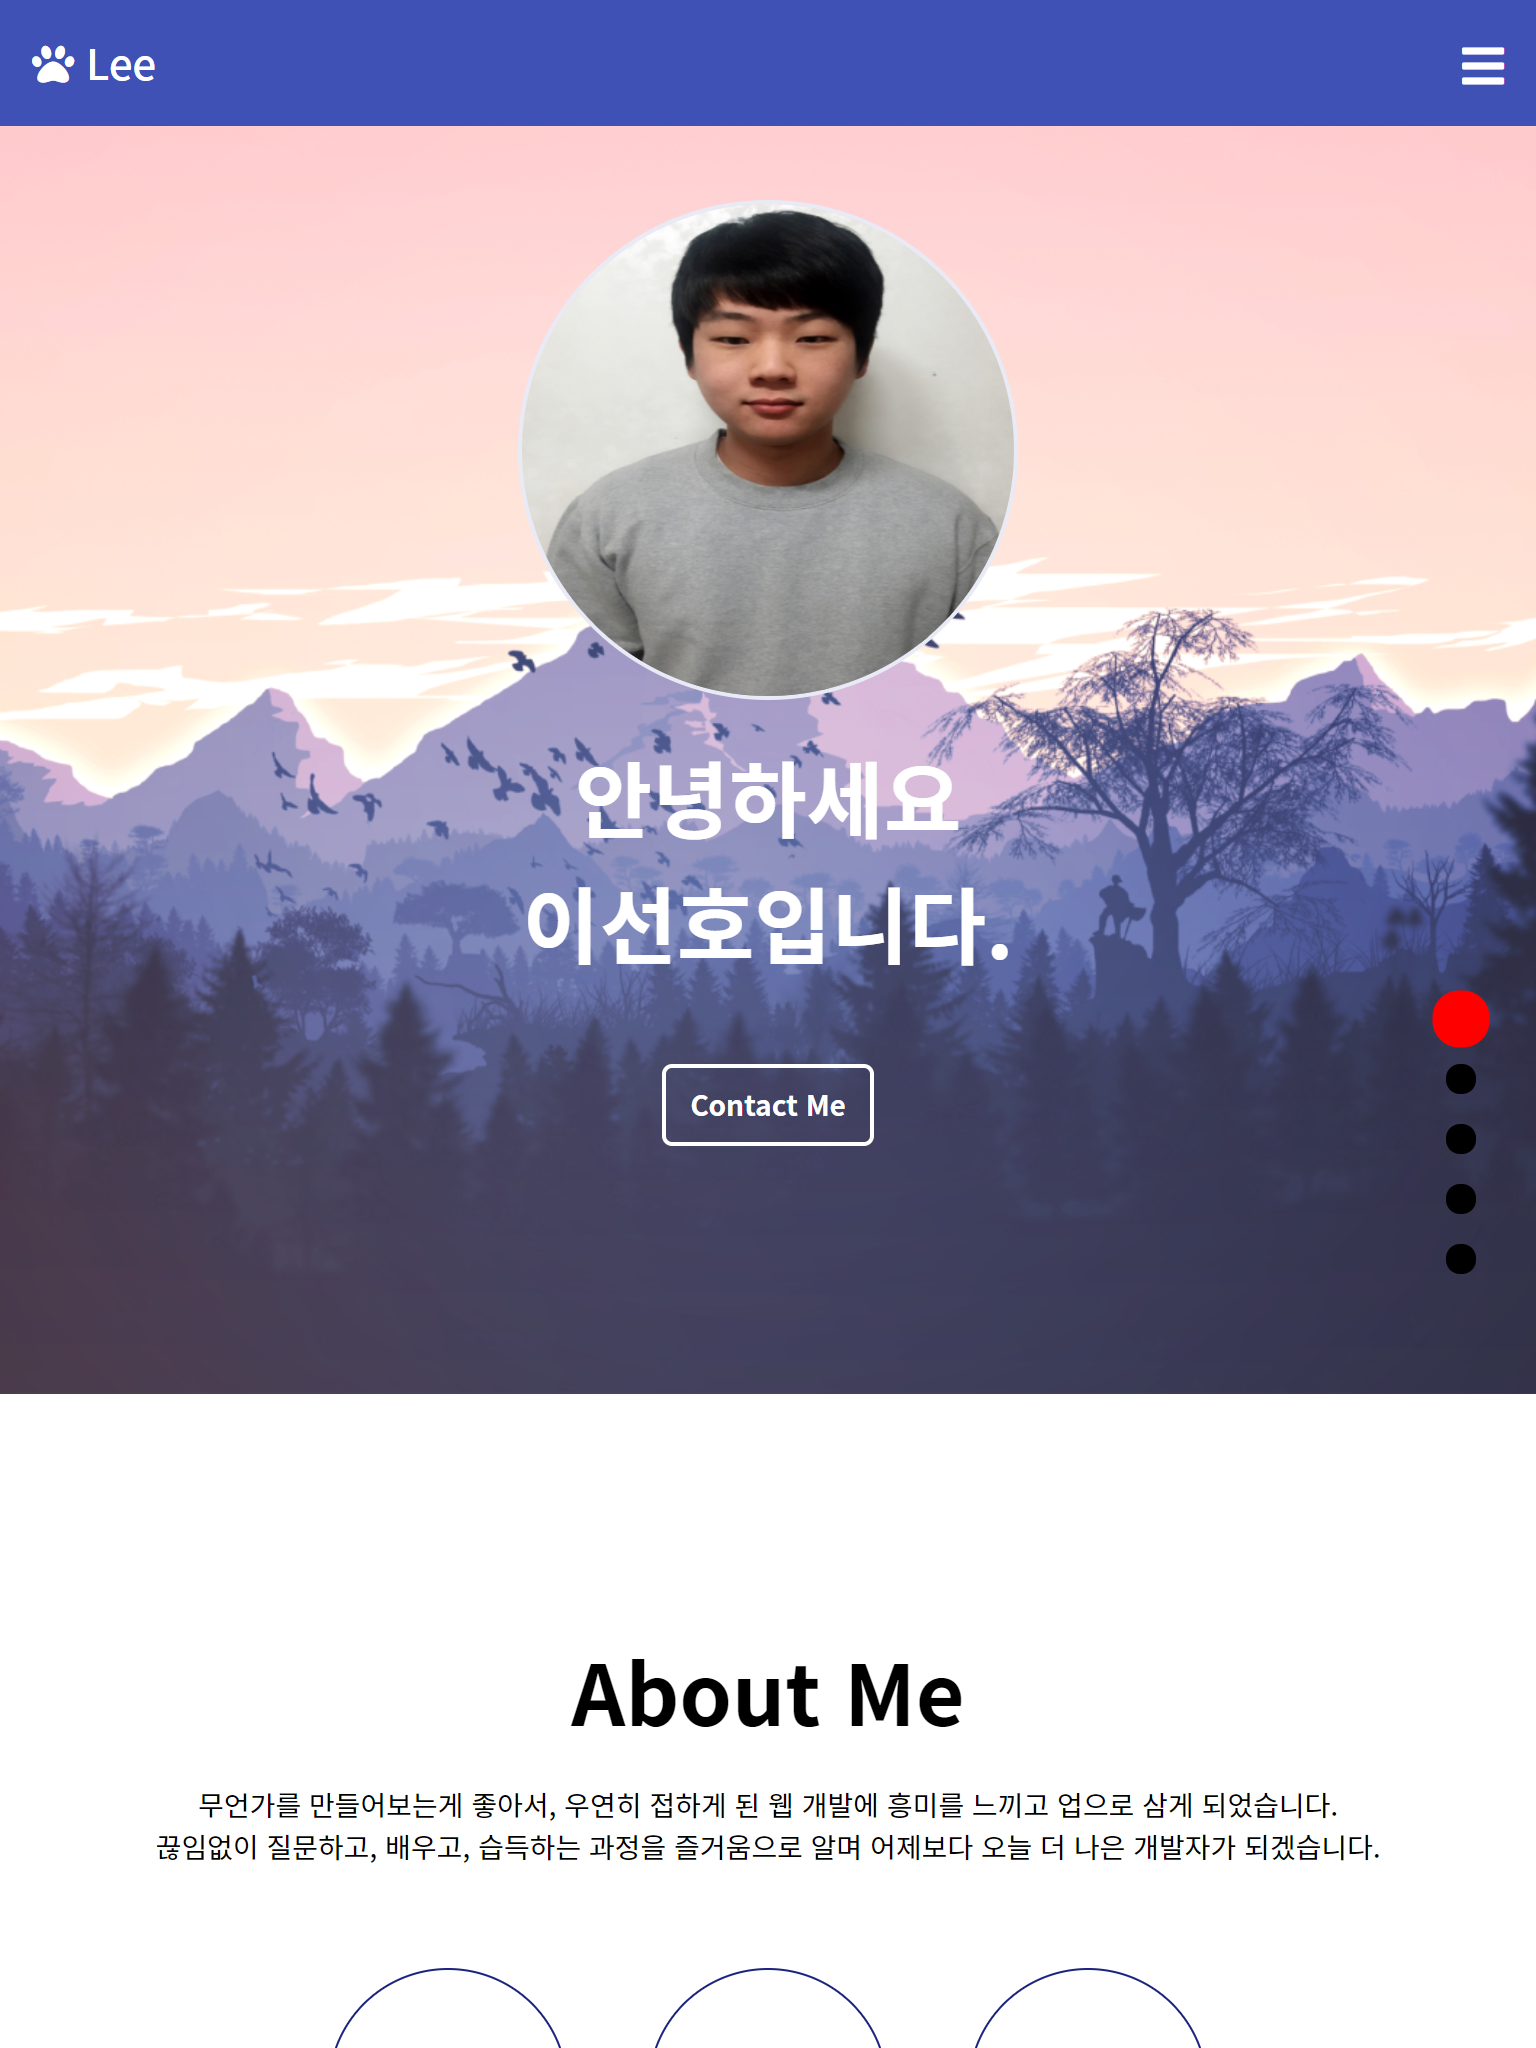 Lee
안녕하세요
이선호입니다.
Contact Me
About Me
무언가를 만들어보는게 좋아서, 우연히 접하게 된 웹 개발에 흥미를 느끼고 업으로 삼게 되었습니다.
끊임없이 질문하고, 배우고, 습득하는 과정을 즐거움으로 알며 어제보다 오늘 더 나은 개발자가 되겠습니다.